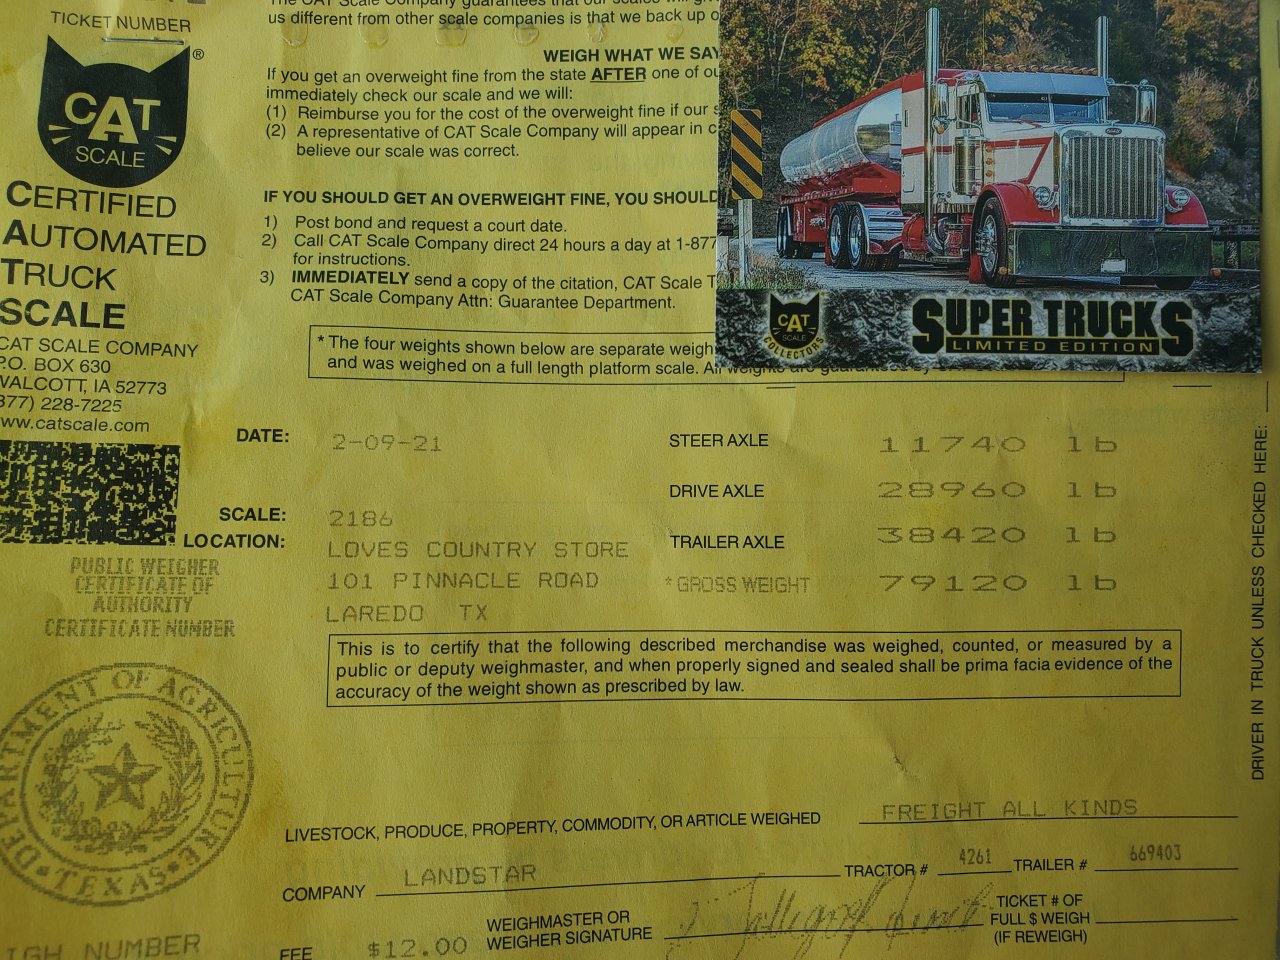 TICKET NUMBER
CAT
SCALE
®
CERTIFIED
AUTOMATED
TRUCK
SCALE
CAT SCALE COMPANY
P.O. BOX 630
WALCOTT, IA 52773
877) 228-7225
www.catscale.com
The CAT Scale Company guarantees that our scales will
us different from other scale companies is that we back up
WEIGH WHAT WE SAY
If you get an overweight fine from the state AFTER one of
immediately check our scale and we will:
(1) Reimburse you for the cost of the overweight fine if our
(2) A representative of CAT Scale Company will appear in
believe our scale was correct.
IF YOU SHOULD GET AN OVERWEIGHT FINE, YOU SHOULD
1) Post bond and request a court date.
2) Call CAT Scale Company direct 24 hours a day at 1-877
for instructions.
3) IMMEDIATELY send a copy of the citation, CAT Scale
CAT Scale Company Attn: Guarantee Department.
* The four weights shown below are separate
and was weighed on a full length platform scale. All weights are guaranteed by
CAT
SCALE
COLLECTORS
SUPER TRUCKS
LIMITED EDITION
DATE: 2-09-21
STEER AXLE 11740 lb
DRIVE AXLE 28960 lb
SCALE: 2186
TRAILER AXLE 38420 lb
LOCATION: LOVES COUNTRY STORE
101 PINNACLE ROAD
*GROSS WEIGHT 79120 lb
LAREDO TX
PUBLIC WEIGHER
CERTIFICATE OF
AUTHORITY
CERTIFICATE NUMBER
This is to certify that the following described merchandise was weighed, counted, or measured by a
public or deputy weighmaster, and when properly signed and sealed shall be prima facia evidence of the
accuracy of the weight shown as prescribed by law.
DEPARTMENT OF AGRICULTURE
TEXAS
DRIVER IN TRUCK UNLESS CHECKED HERE:
LIVESTOCK, PRODUCE, PROPERTY, COMMODITY, OR ARTICLE WEIGHED FREIGHT ALL KINDS
COMPANY LANDSTAR TRACTOR # 4261 TRAILER # 669403
WEIGHMASTER OR
WEIGHER SIGNATURE
TICKET # OF
FULL $ WEIGH
(IF REWEIGH)
IGH NUMBER
FEE $12.00